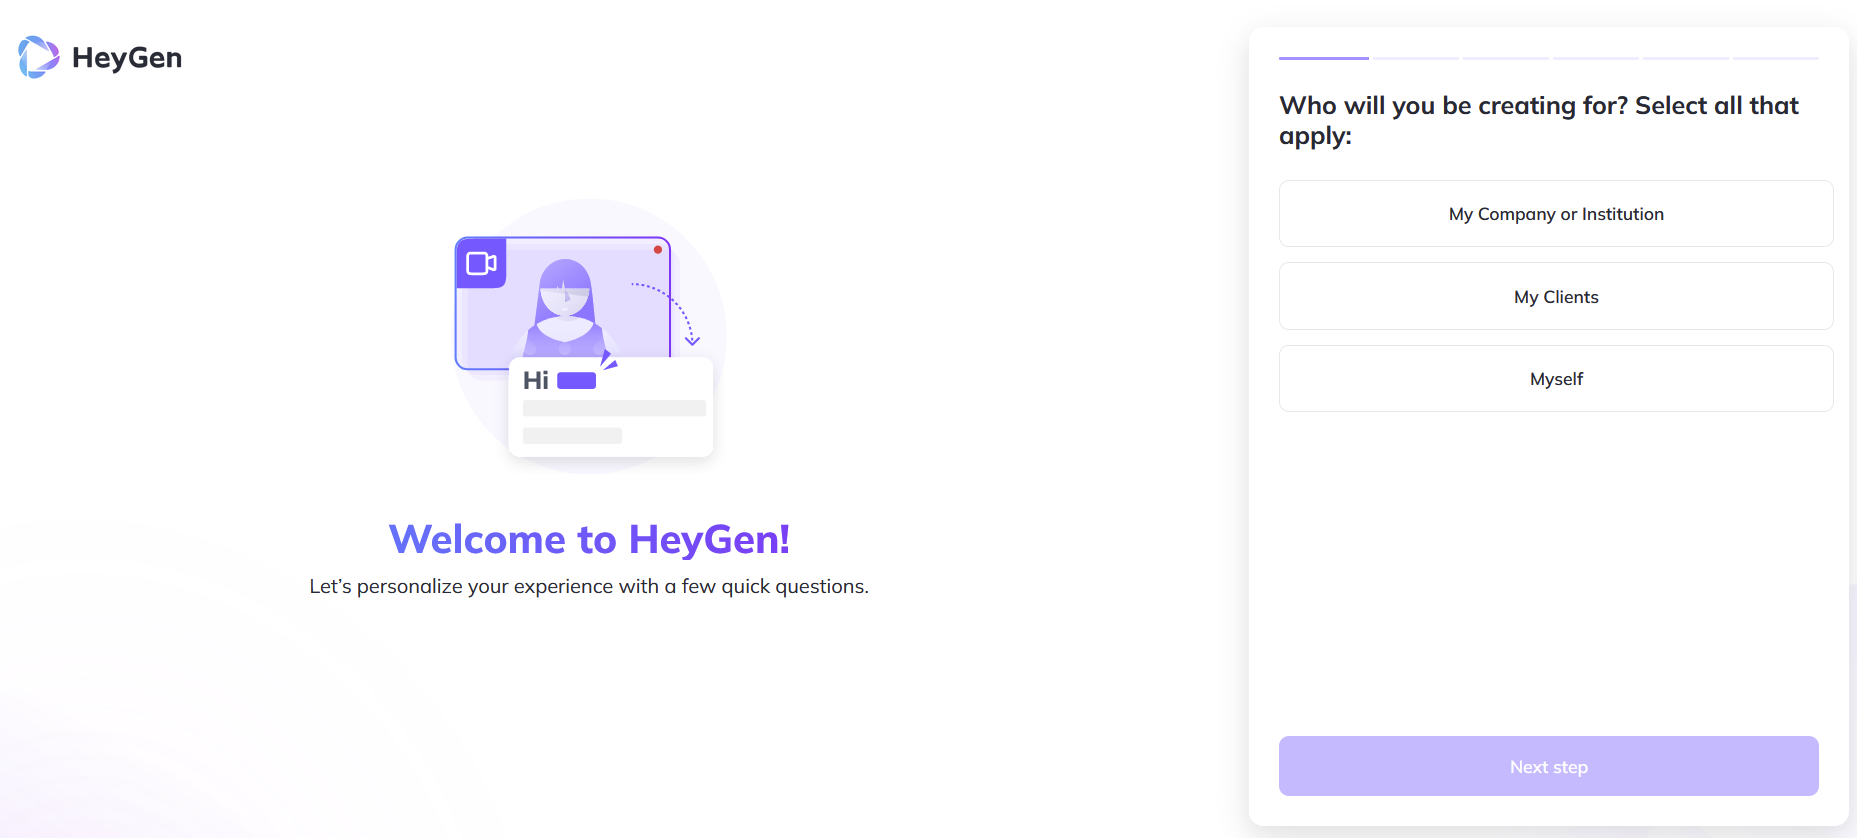 HeyGen
Hi
Welcome to HeyGen!
Let’s personalize your experience with a few quick questions.
Who will you be creating for? Select all that
apply:
My Company or Institution
My Clients
Myself
Next step